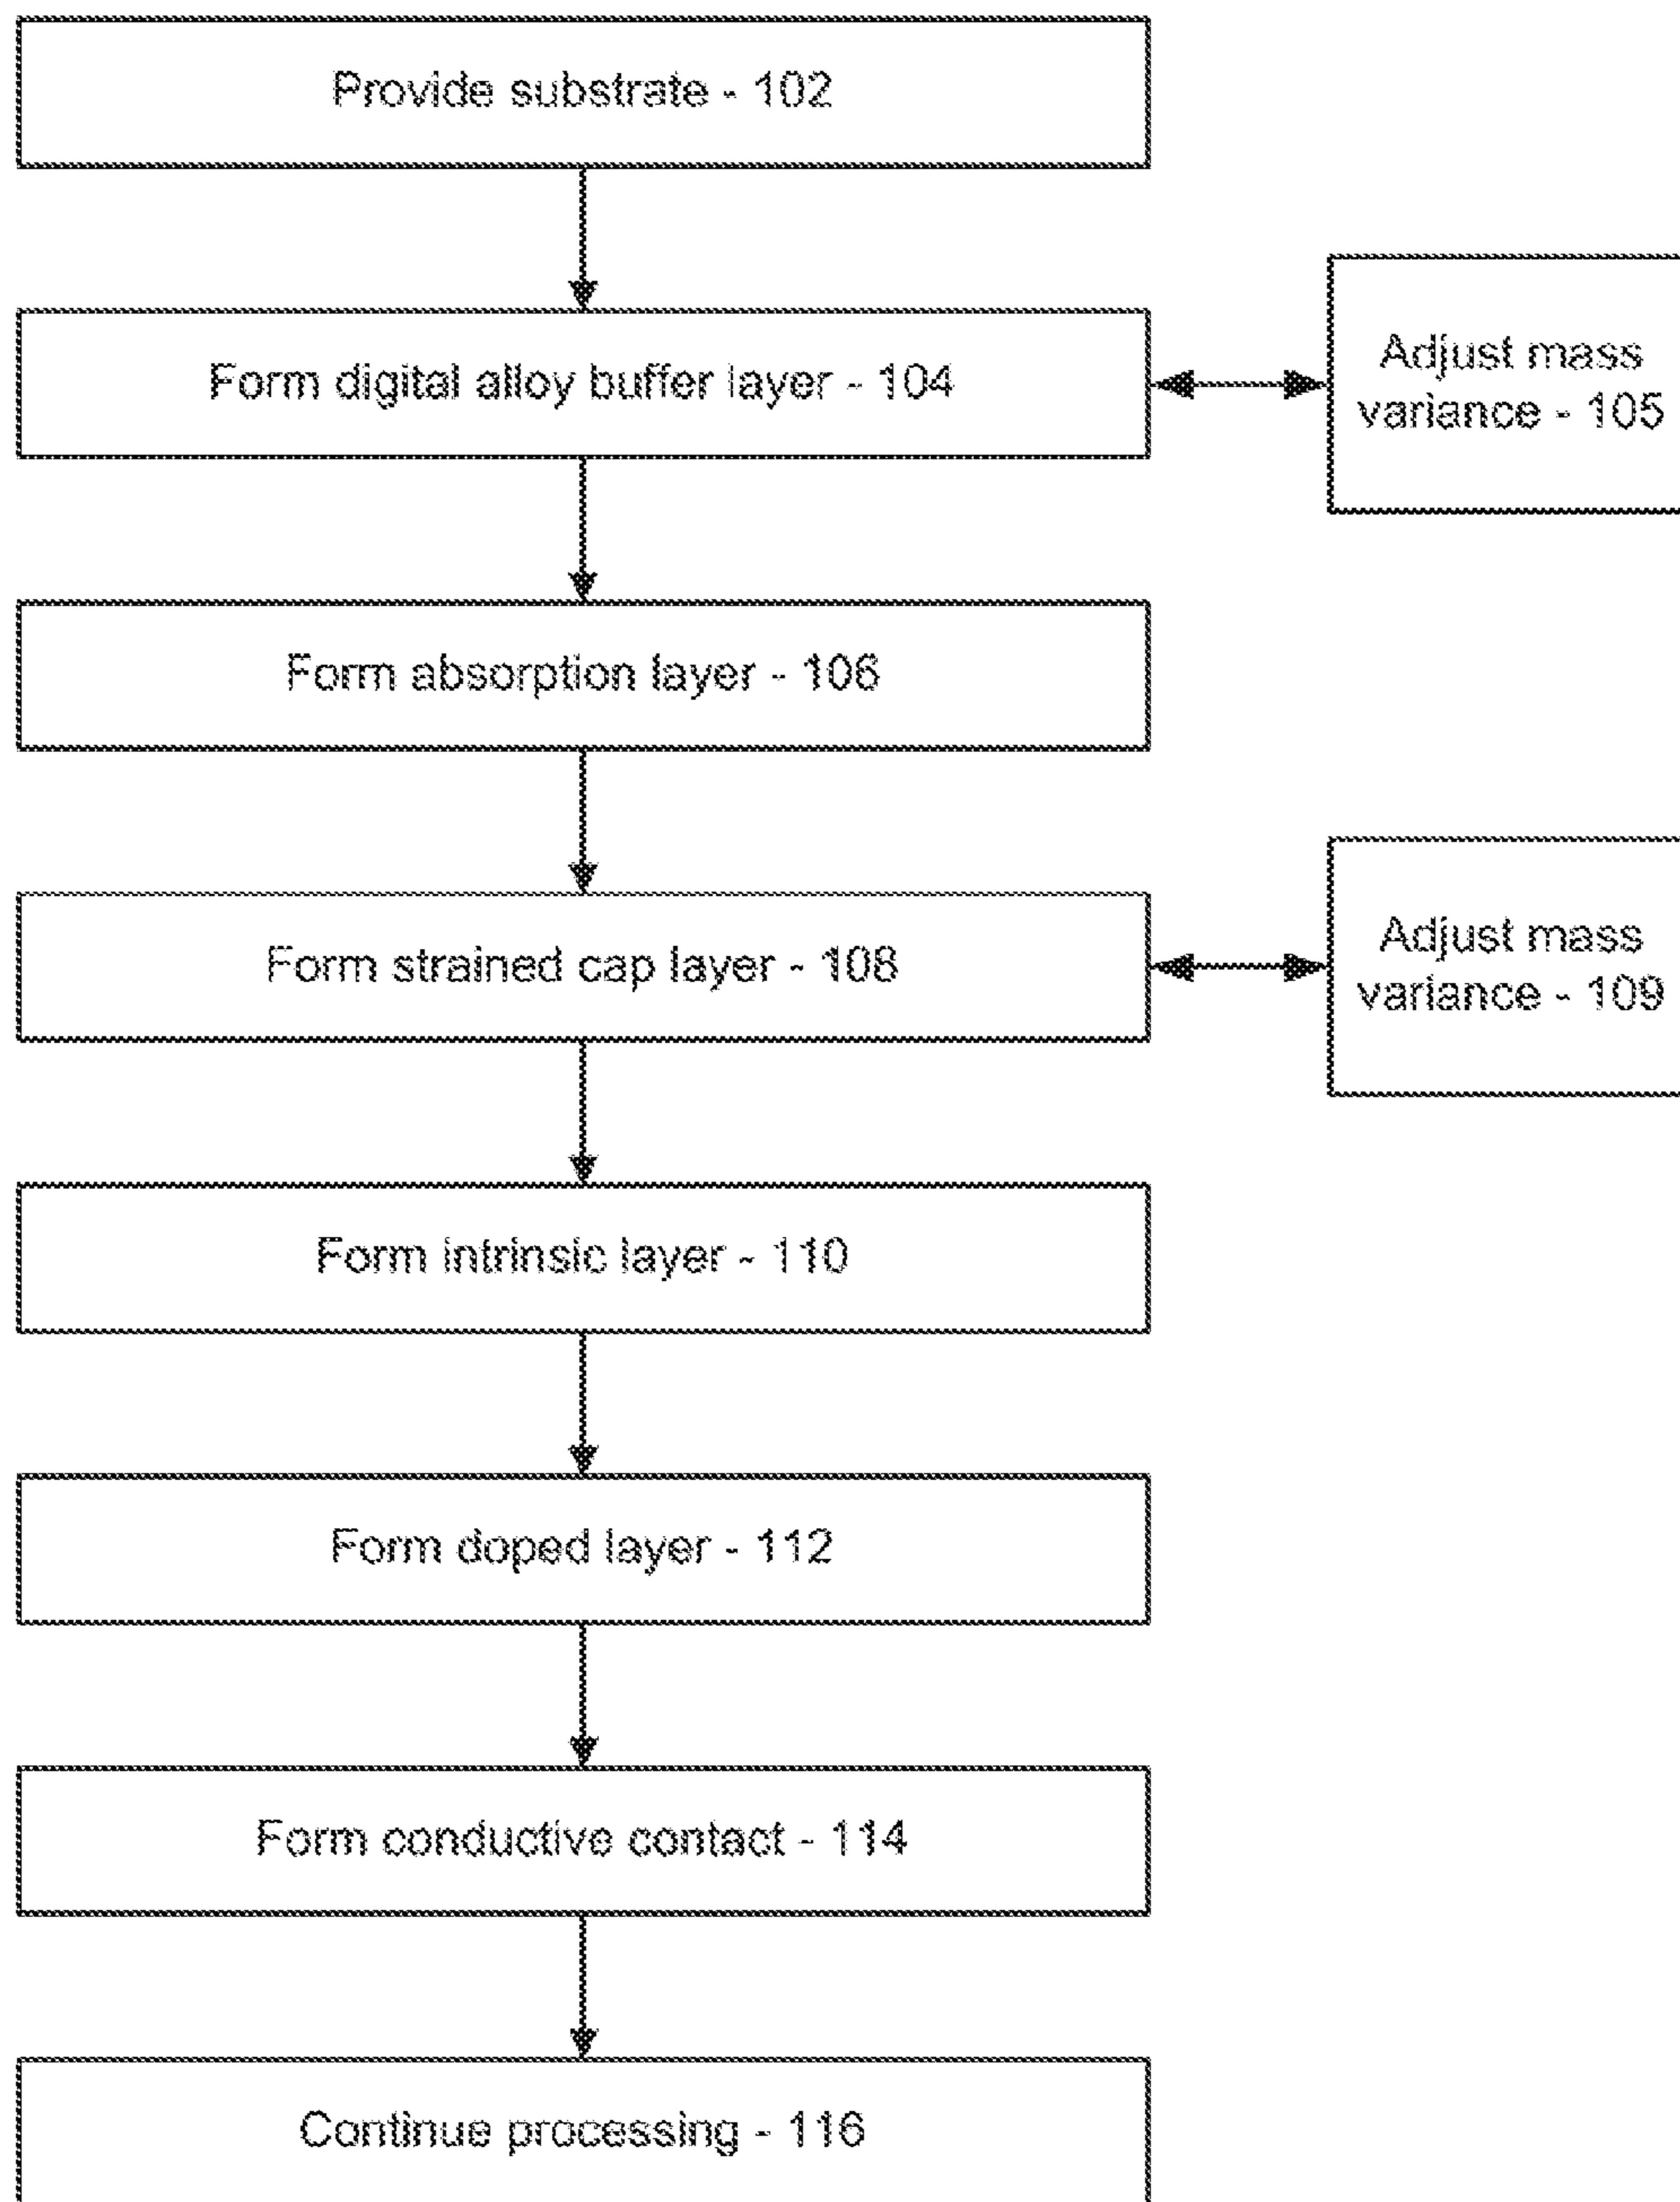 Provide substrate - 102
Form digital alloy buffer layer - 104
Adjust mass
variance - 105
Form absorption layer - 106
Form strained cap layer - 108
Adjust mass
variance - 109
Form intrinsic layer - 110
Form doped layer - 112
Form conductive contact - 114
Continue processing - 116